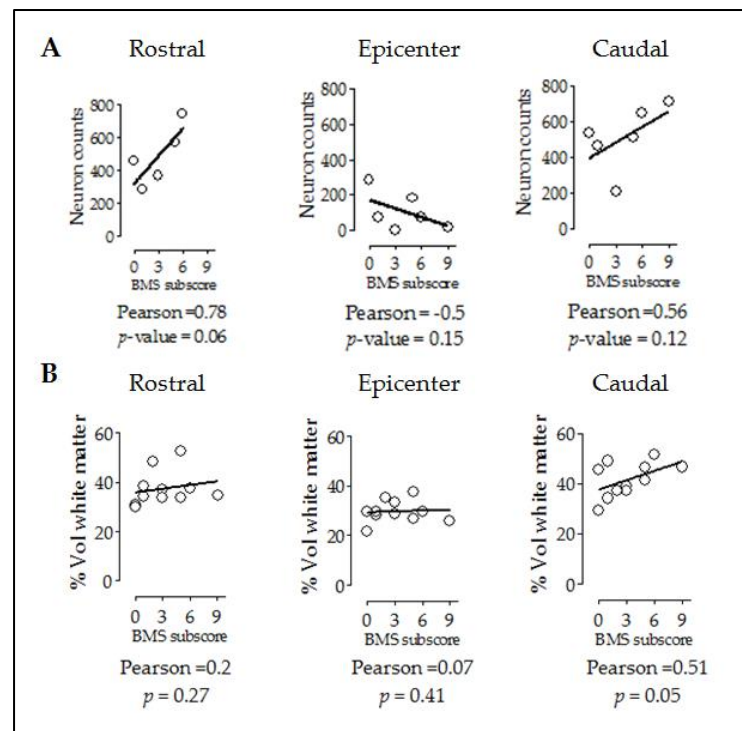 A Rostral Epicenter Caudal
Neuron counts
800
600
400
200
0
0 3 6 9
BMS subscore
Pearson =0.78
p-value = 0.06
Neuron counts
800
600
400
200
0
0 3 6 9
BMS subscore
Pearson = -0.5
p-value = 0.15
Neuron counts
800
600
400
200
0
0 3 6 9
BMS subscore
Pearson =0.56
p-value = 0.12
B Rostral Epicenter Caudal
% Vol white matter
60
40
20
0
0 3 6 9
BMS subscore
Pearson =0.2
p = 0.27
% Vol white matter
60
40
20
0
0 3 6 9
BMS subscore
Pearson =0.07
p = 0.41
% Vol white matter
60
40
20
0
0 3 6 9
BMS subscore
Pearson =0.51
p = 0.05